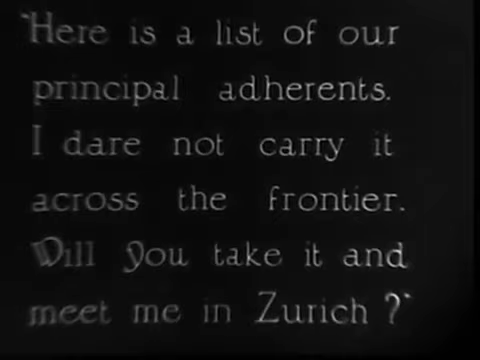 "Here is a list of our
principal adherents.
I dare not carry it
across the frontier.
Will you take it and
meet me in Zurich?"